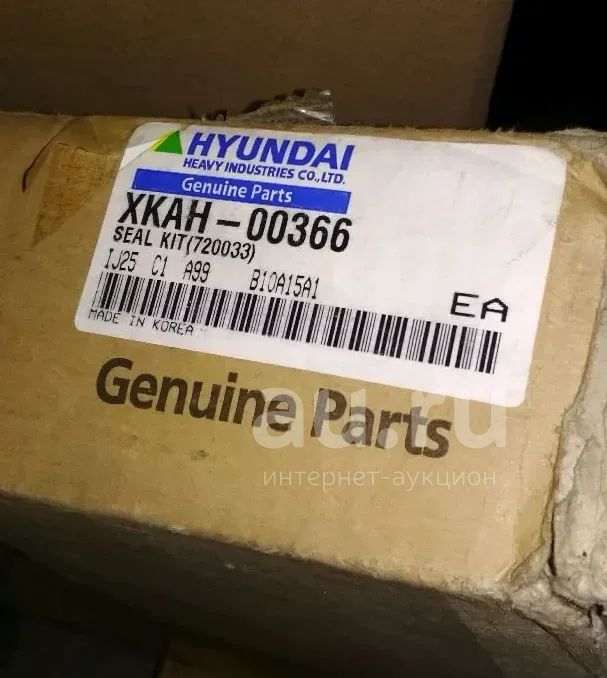 HYUNDAI
HEAVY INDUSTRIES CO.,LTD.
Genuine Parts
XKAH-00366
SEAL KIT(720033)
IJ25 C1 A99 B10A15A1
EA
MADE IN KOREA
Genuine Parts
au.ru
интернет-аукцион